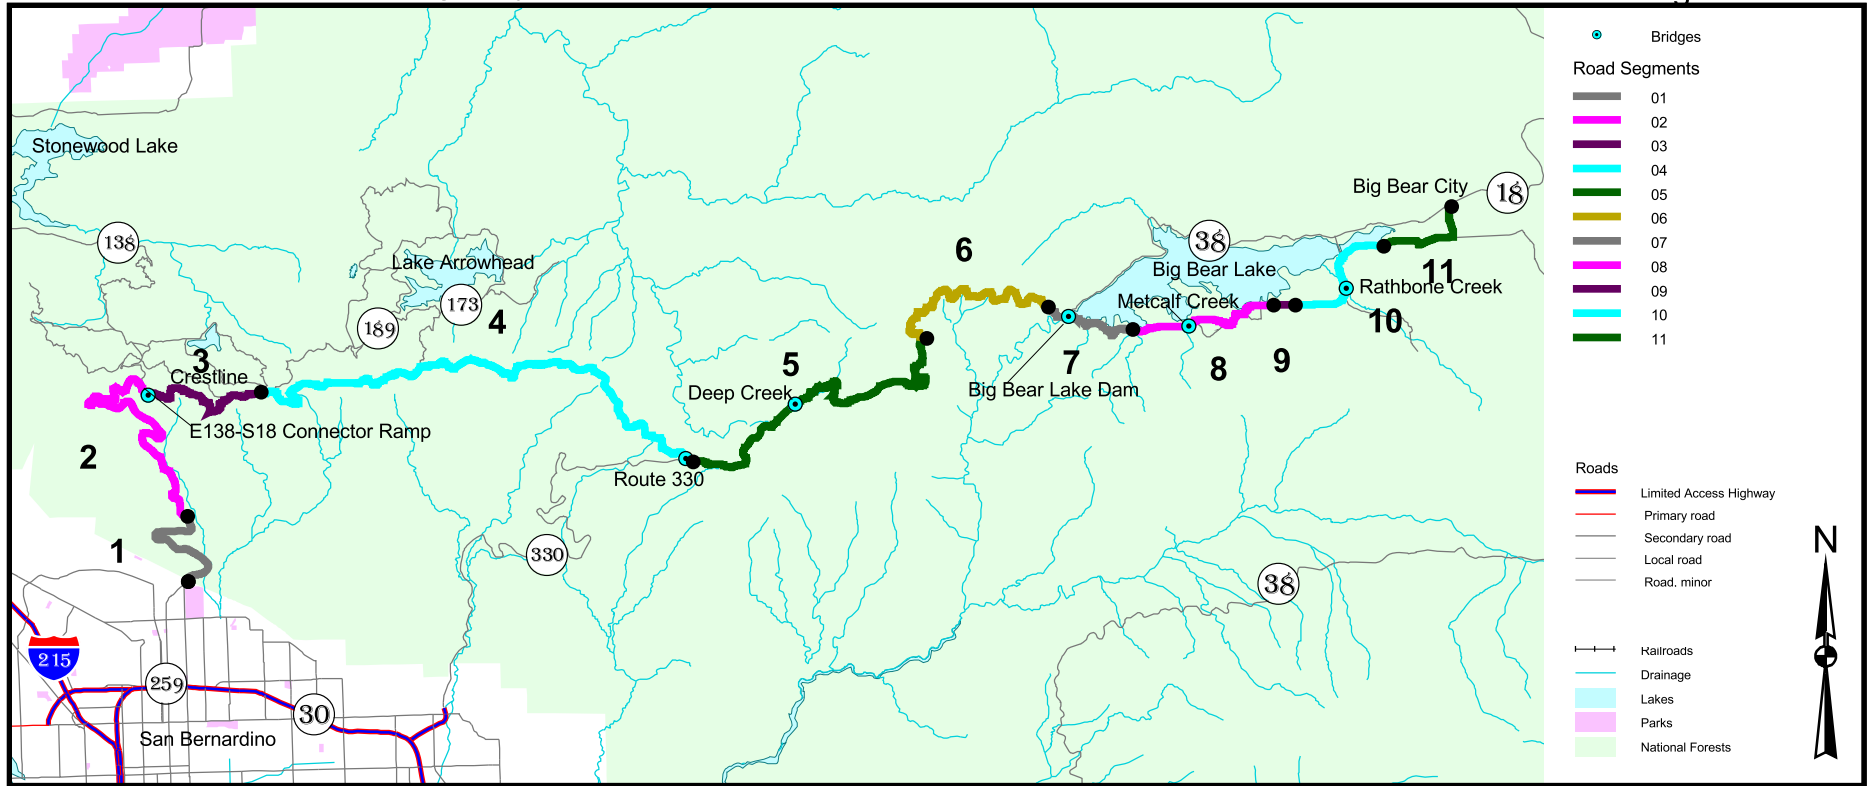 Stonewood Lake
138
Lake Arrowhead
173
189
4
3
Crestline
E138-S18 Connector Ramp
2
1
215
259
30
San Bernardino
330
Route 330
Deep Creek
5
6
Big Bear City
18
38
Big Bear Lake
Metcalf Creek
11
Rathbone Creek
10
7
8
9
Big Bear Lake Dam
38
Bridges
Road Segments
01
02
03
04
05
06
07
08
09
10
11
Roads
Limited Access Highway
Primary road
Secondary road
Local road
Road, minor
Railroads
Drainage
Lakes
Parks
National Forests
N